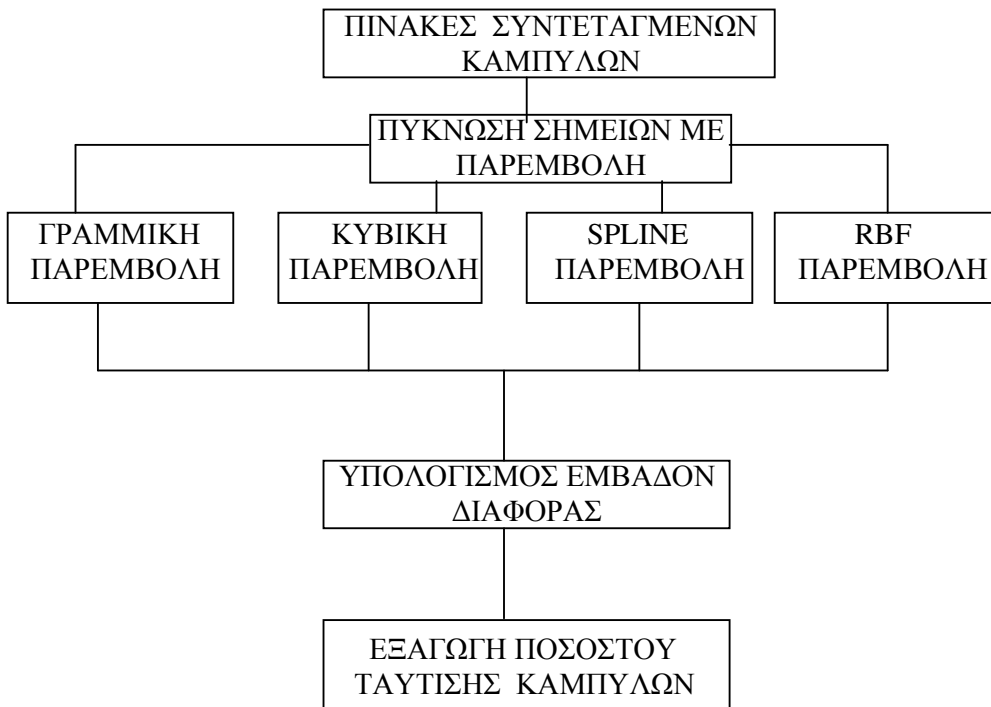 ΠΙΝΑΚΕΣ ΣΥΝΤΕΤΑΓΜΕΝΩΝ
ΚΑΜΠΥΛΩΝ
ΠΥΚΝΩΣΗ ΣΗΜΕΙΩΝ ΜΕ
ΠΑΡΕΜΒΟΛΗ
ΓΡΑΜΜΙΚΗ
ΠΑΡΕΜΒΟΛΗ
ΚΥΒΙΚΗ
ΠΑΡΕΜΒΟΛΗ
SPLINE
ΠΑΡΕΜΒΟΛΗ
RBF
ΠΑΡΕΜΒΟΛΗ
ΥΠΟΛΟΓΙΣΜΟΣ ΕΜΒΑΔΟΝ
ΔΙΑΦΟΡΑΣ
ΕΞΑΓΩΓΗ ΠΟΣΟΣΤΟΥ
ΤΑΥΤΙΣΗΣ ΚΑΜΠΥΛΩΝ